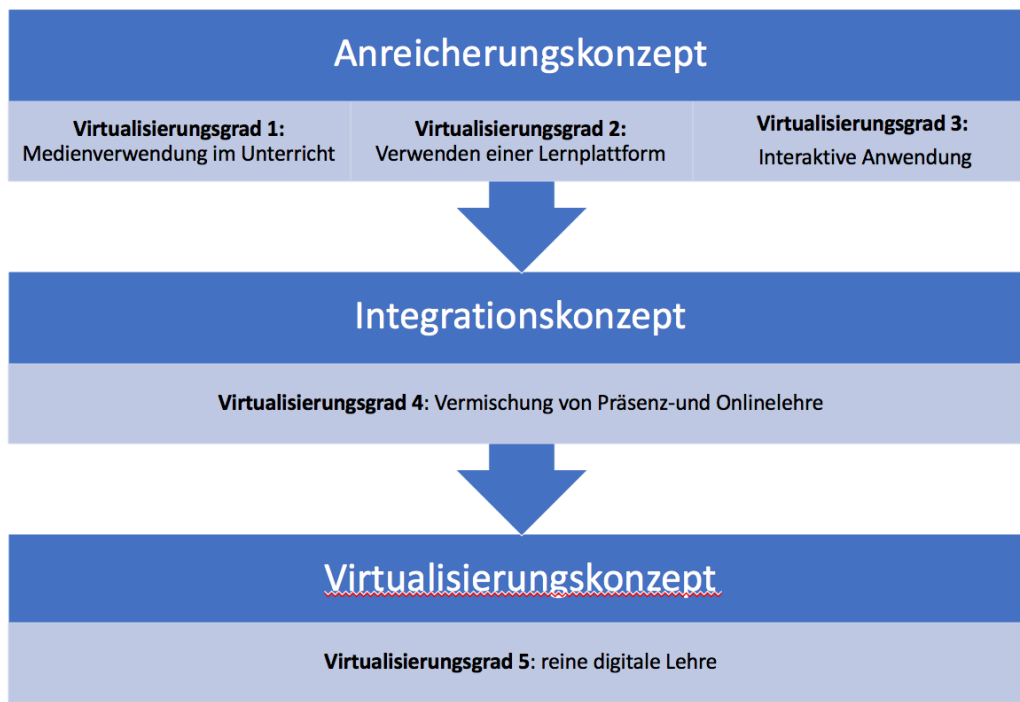 Anreicherungskonzept
Virtualisierungsgrad 1:
Medienverwendung im Unterricht
Virtualisierungsgrad 2:
Verwenden einer Lernplattform
Virtualisierungsgrad 3:
Interaktive Anwendung
Integrationskonzept
Virtualisierungsgrad 4: Vermischung von Präsenz-und Onlinelehre
Virtualisierungskonzept
Virtualisierungsgrad 5: reine digitale Lehre